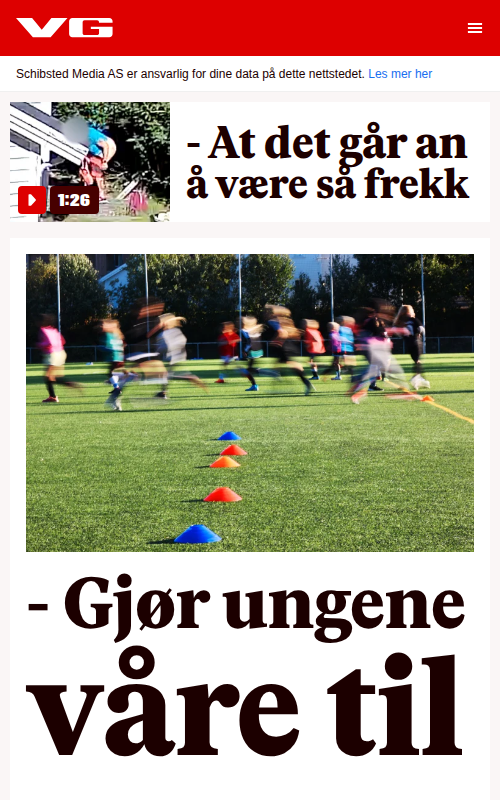 VG
Schibsted Media AS er ansvarlig for dine data på dette nettstedet. Les mer her
- At det går an
å være så frekk
1:26
- Gjør ungene
våre til